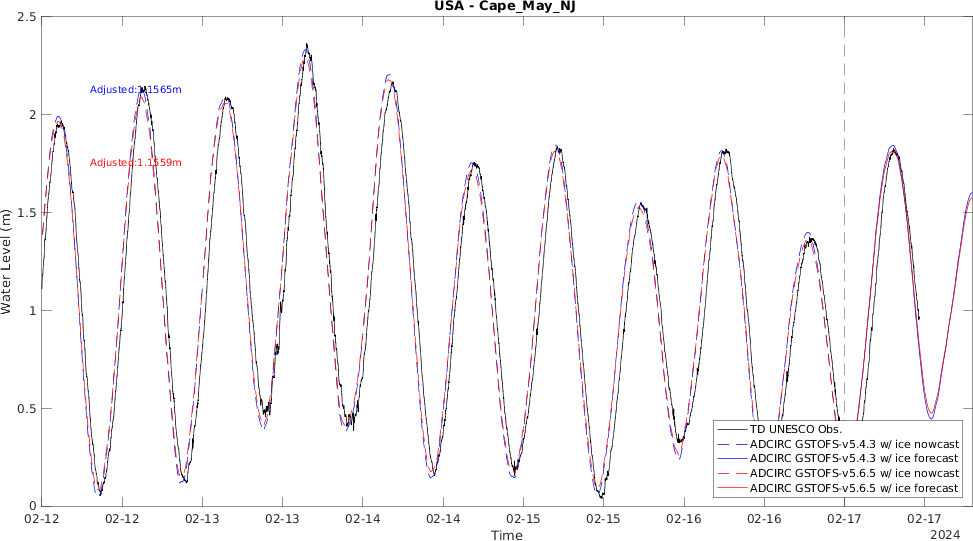 USA - Cape_May_NJ
2.5
2
1.5
1
0.5
0
Water Level (m)
Adjusted:1.1565m
Adjusted:1.1559m
TD UNESCO Obs.
ADCIRC GSTOFS-v5.4.3 w/ ice nowcast
ADCIRC GSTOFS-v5.4.3 w/ ice forecast
ADCIRC GSTOFS-v5.6.5 w/ ice nowcast
ADCIRC GSTOFS-v5.6.5 w/ ice forecast
02-12 02-12 02-13 02-13 02-14 02-14 02-15 02-15 02-16 02-16 02-17 02-17
Time
2024